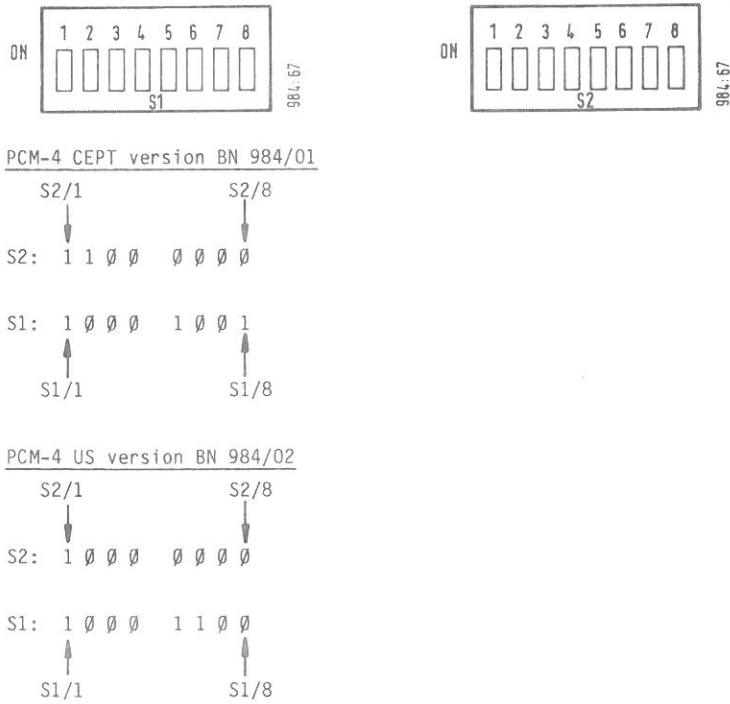 ON 1 2 3 4 5 6 7 8
S1
984:67
ON 1 2 3 4 5 6 7 8
S2
984:67
PCM-4 CEPT version BN 984/01
S2/1 S2/8
S2: 1 1 Ø Ø Ø Ø Ø Ø
S1: 1 Ø Ø Ø 1 0 0 1
S1/1 S1/8
PCM-4 US version BN 984/02
S2/1 S2/8
S2: 1 Ø Ø Ø Ø Ø Ø Ø
S1: 1 Ø Ø Ø 1 1 Ø Ø
S1/1 S1/8